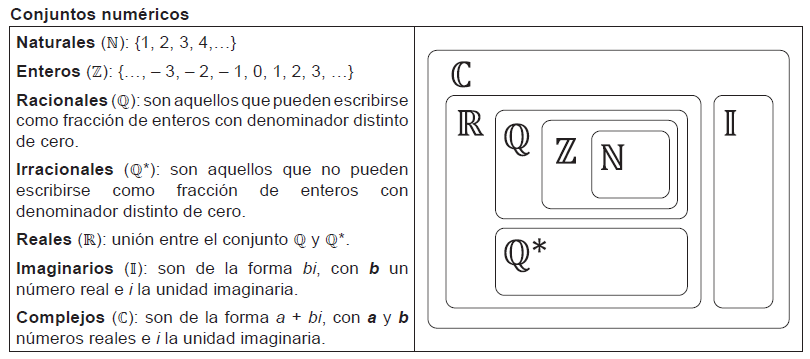 Conjuntos numéricos
Naturales (ℕ): {1, 2, 3, 4,…}
Enteros (ℤ): {…, – 3, – 2, – 1, 0, 1, 2, 3, …}
Racionales (ℚ): son aquellos que pueden escribirse
como fracción de enteros con denominador distinto
de cero.
Irracionales (ℚ*): son aquellos que no pueden
escribirse como fracción de enteros con
denominador distinto de cero.
Reales (ℝ): unión entre el conjunto ℚ y ℚ*.
Imaginarios (𝕀): son de la forma bi, con b un
número real e i la unidad imaginaria.
Complejos (ℂ): son de la forma a + bi, con a y b
números reales e i la unidad imaginaria.
ℂ
ℝ
ℚ
ℤ
ℕ
ℚ*
𝕀